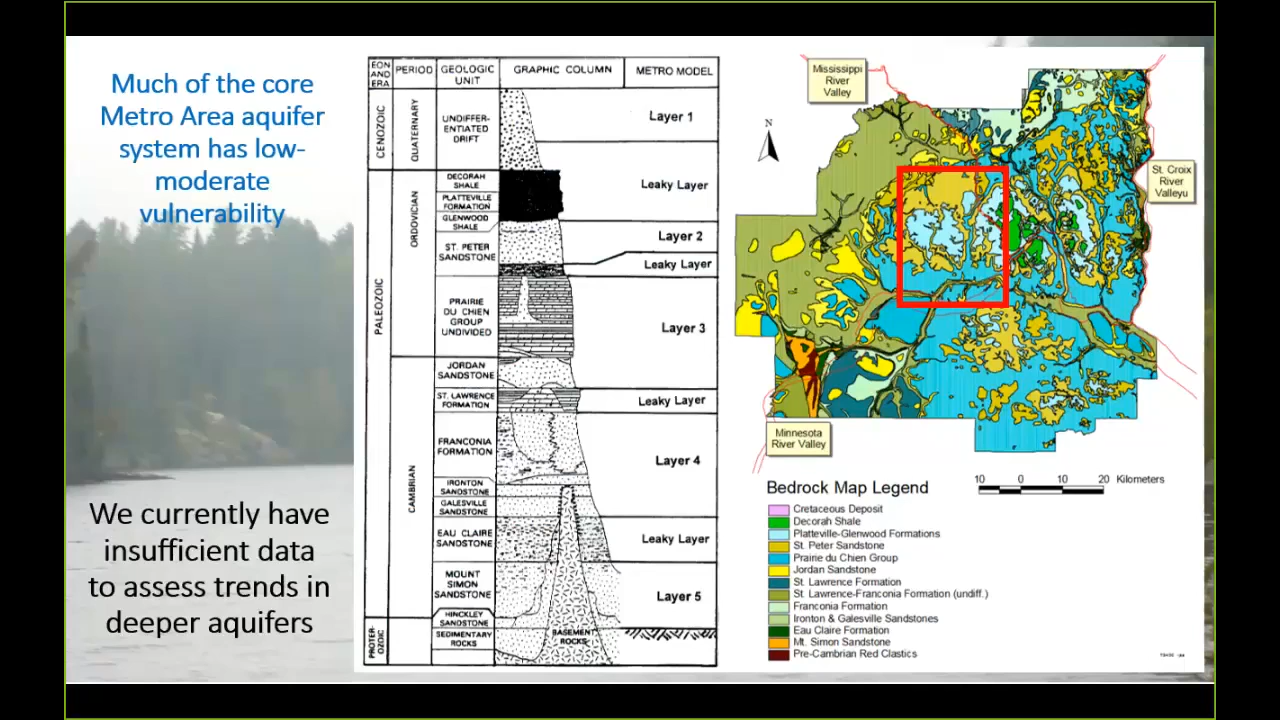 Much of the core
Metro Area aquifer
system has low-
moderate
vulnerability
We currently have
insufficient data
to assess trends in
deeper aquifers
EON
AND
ERA
PERIOD
GEOLOGIC
UNIT
GRAPHIC COLUMN
METRO MODEL
CENOZOIC
QUATERNARY
UNDIFFER-
ENTIATED
DRIFT
Layer 1
PALEOZOIC
ORDOVICIAN
DECORAH
SHALE
PLATTEVILLE
FORMATION
GLENWOOD
SHALE
Leaky Layer
ST. PETER
SANDSTONE
Layer 2
Leaky Layer
PRAIRIE
DU CHIEN
GROUP
UNDIVIDED
Layer 3
CAMBRIAN
JORDAN
SANDSTONE
ST. LAWRENCE
FORMATION
Leaky Layer
FRANCONIA
FORMATION
Layer 4
IRONTON
SANDSTONE
GALESVILLE
SANDSTONE
EAU CLAIRE
SANDSTONE
Leaky Layer
MOUNT
SIMON
SANDSTONE
Layer 5
HINCKLEY
SANDSTONE
PROTER-
OZOIC
SEDIMENTARY
ROCKS
BASEMENT
ROCKS
Mississippi
River
Valley
N
St. Croix
River
Valleyu
Minnesota
River Valley
10 0 10 20 Kilometers
Bedrock Map Legend
Cretaceous Deposit
Decorah Shale
Platteville-Glenwood Formations
St. Peter Sandstone
Prairie du Chien Group
Jordan Sandstone
St. Lawrence Formation
St. Lawrence-Franconia Formation (undiff.)
Franconia Formation
Ironton & Galesville Sandstones
Eau Claire Formation
Mt. Simon Sandstone
Pre-Cambrian Red Clastics